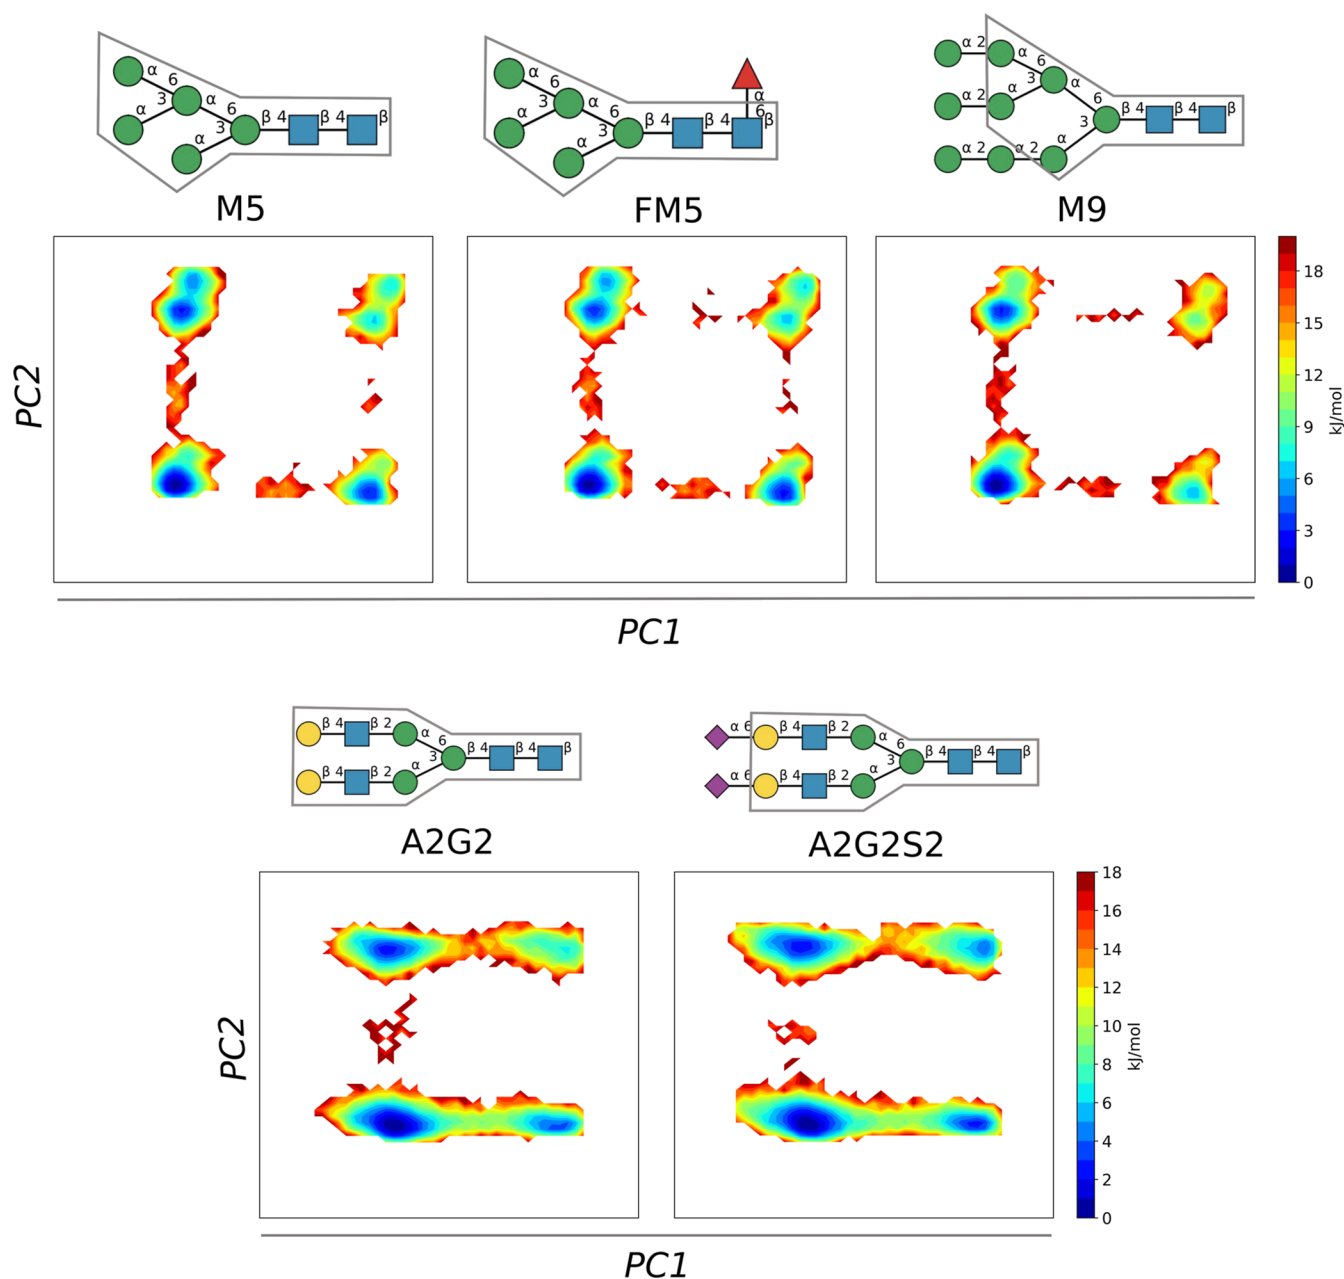 α 6 α 6 β 4 β 4 β
α 3 α 3
M5
α 6 α 6 β 4 β 4 β
α 3 α 3
α 6
FM5
α 2 α 6 α 6 β 4 β 4 β
α 2 α 3 3
α 2 α 2 α
M9
PC2
18
15
12
9
6
3
0
kJ/mol
PC1
β 4 β 2 α 6 β 4 β 4 β
β 4 β 2 α 3
A2G2
α 6 β 4 β 2 α 6 β 4 β 4 β
α 6 β 4 β 2 α 3
A2G2S2
PC2
18
16
14
12
10
8
6
4
2
0
kJ/mol
PC1